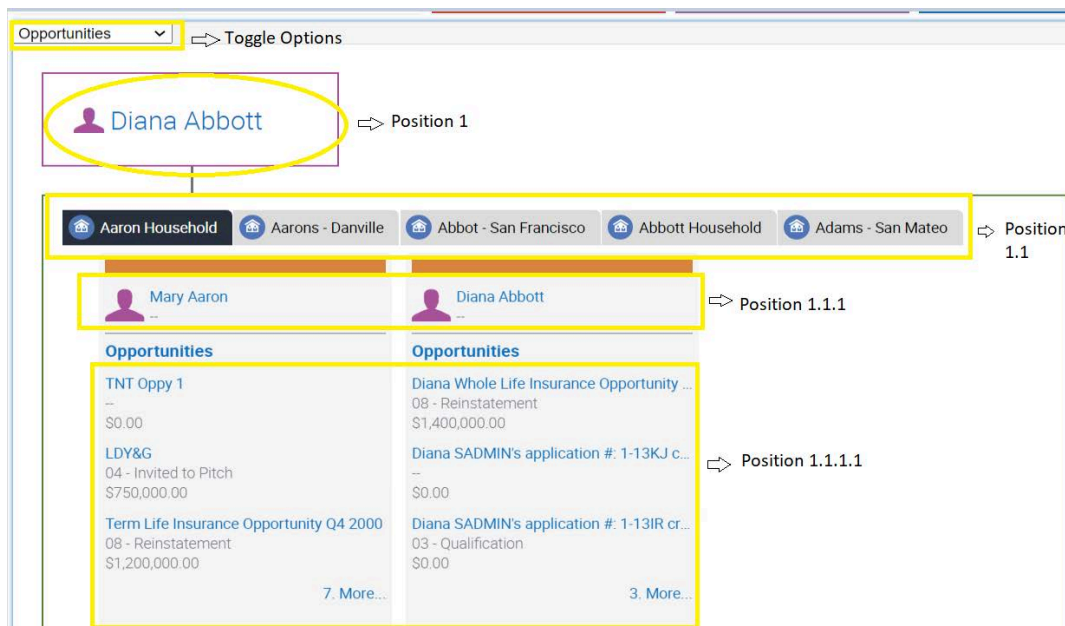 Opportunities
Toggle Options
Diana Abbott
Position 1
Aaron Household
Aarons - Danville
Abbot - San Francisco
Abbott Household
Adams - San Mateo
Position
1.1
Mary Aaron
--
Diana Abbott
--
Position 1.1.1
Opportunities
TNT Oppy 1
--
$0.00
LDY&G
04 - Invited to Pitch
$750,000.00
Term Life Insurance Opportunity Q4 2000
08 - Reinstatement
$1,200,000.00
7. More...
Opportunities
Diana Whole Life Insurance Opportunity ...
08 - Reinstatement
$1,400,000.00
Diana SADMIN's application #: 1-13KJ c...
--
$0.00
Diana SADMIN's application #: 1-13IR cr...
03 - Qualification
$0.00
3. More...
Position 1.1.1.1